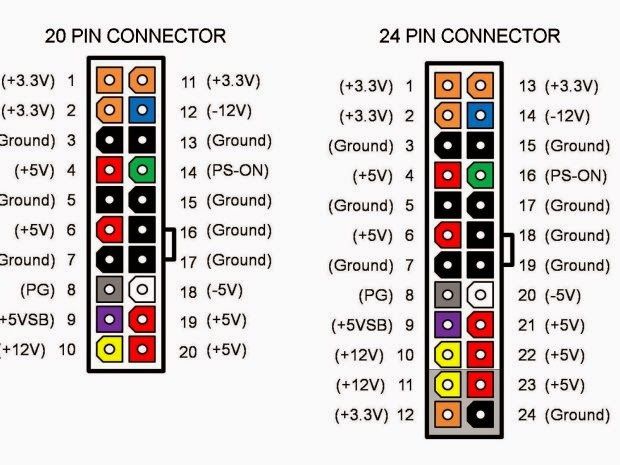 20 PIN CONNECTOR
(+3.3V) 1 11 (+3.3V)
(+3.3V) 2 12 (-12V)
Ground) 3 13 (Ground)
(+5V) 4 14 (PS-ON)
Ground) 5 15 (Ground)
(+5V) 6 16 (Ground)
Ground) 7 17 (Ground)
(PG) 8 18 (-5V)
+5VSB) 9 19 (+5V)
(+12V) 10 20 (+5V)
24 PIN CONNECTOR
(+3.3V) 1 13 (+3.3V)
(+3.3V) 2 14 (-12V)
(Ground) 3 15 (Ground)
(+5V) 4 16 (PS-ON)
(Ground) 5 17 (Ground)
(+5V) 6 18 (Ground)
(Ground) 7 19 (Ground)
(PG) 8 20 (-5V)
(+5VSB) 9 21 (+5V)
(+12V) 10 22 (+5V)
(+12V) 11 23 (+5V)
(+3.3V) 12 24 (Ground)